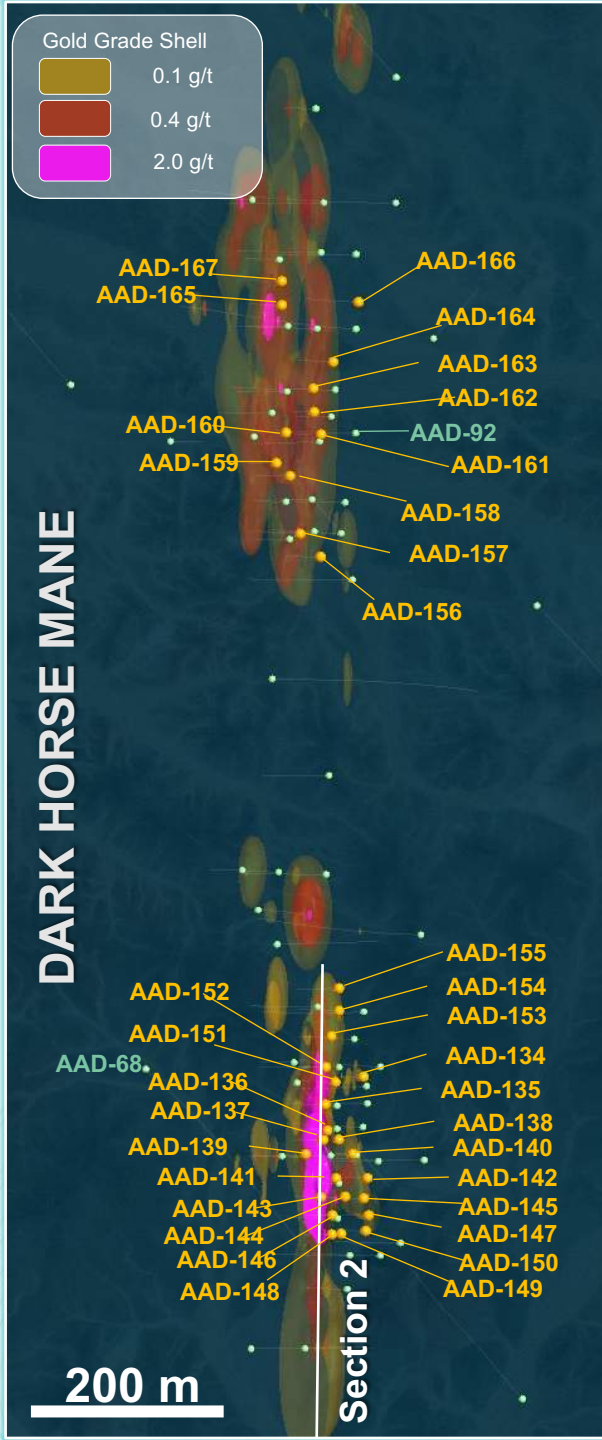 Gold Grade Shell
0.1 g/t
0.4 g/t
2.0 g/t
AAD-167
AAD-166
AAD-165
AAD-164
AAD-163
AAD-162
AAD-160
AAD-92
AAD-161
AAD-159
AAD-158
AAD-157
AAD-156
DARK HORSE MANE
AAD-155
AAD-154
AAD-152
AAD-153
AAD-151
AAD-134
AAD-68
AAD-136
AAD-135
AAD-137
AAD-138
AAD-139
AAD-140
AAD-141
AAD-142
AAD-143
AAD-145
AAD-144
AAD-147
AAD-146
AAD-150
AAD-148
AAD-149
Section 2
200 m